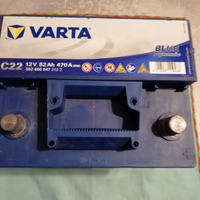 VARTA
BLUE
C22 12V 52Ah 470A
552 400 047 313 2